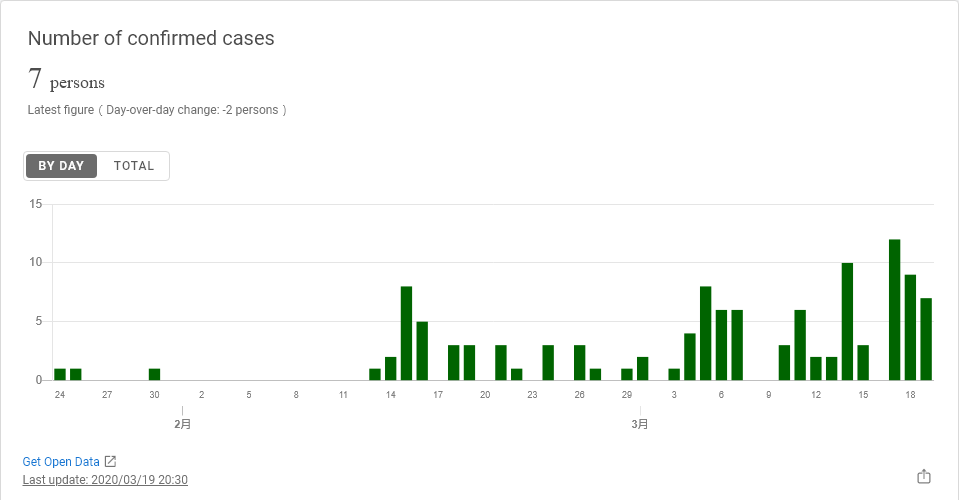 Number of confirmed cases
7 persons
Latest figure ( Day-over-day change: -2 persons )
BY DAY TOTAL
15
10
5
0
24 27 30 2 5 8 11 14 17 20 23 26 29 3 6 9 12 15 18
2月 3月
Get Open Data
Last update: 2020/03/19 20:30